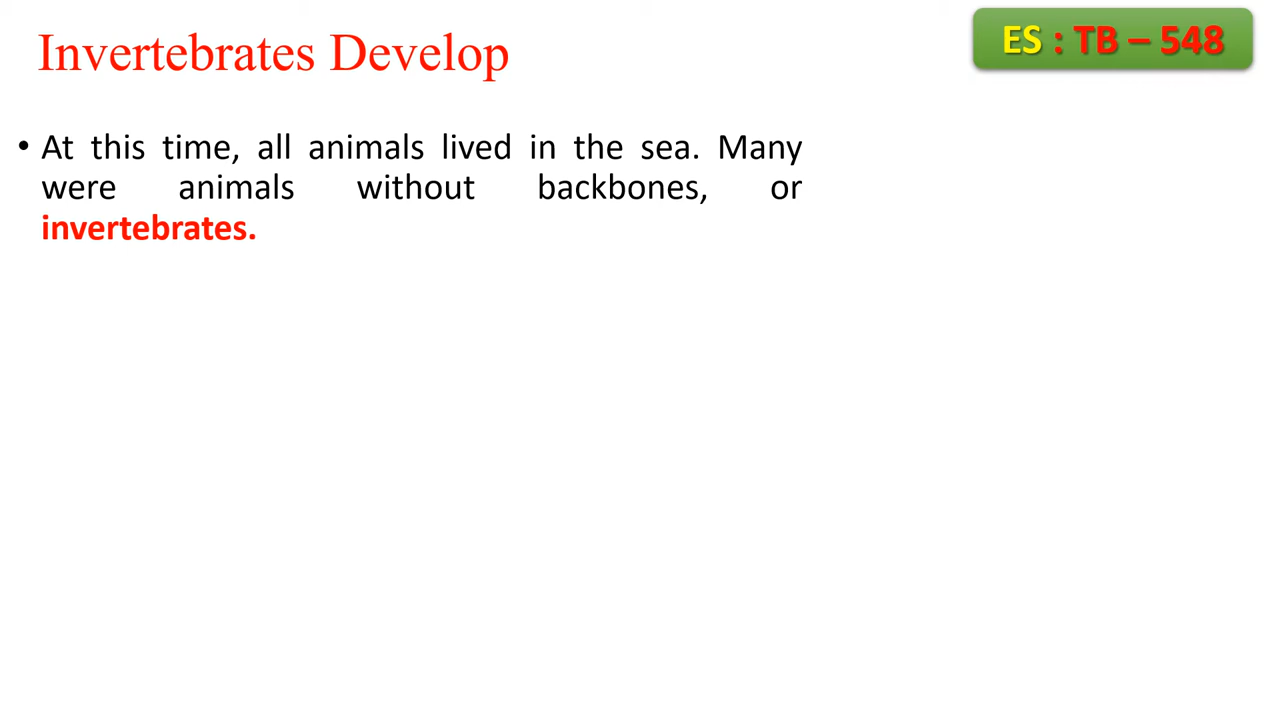 Invertebrates Develop
ES : TB – 548
• At this time, all animals lived in the sea. Many
were animals without backbones, or
invertebrates.